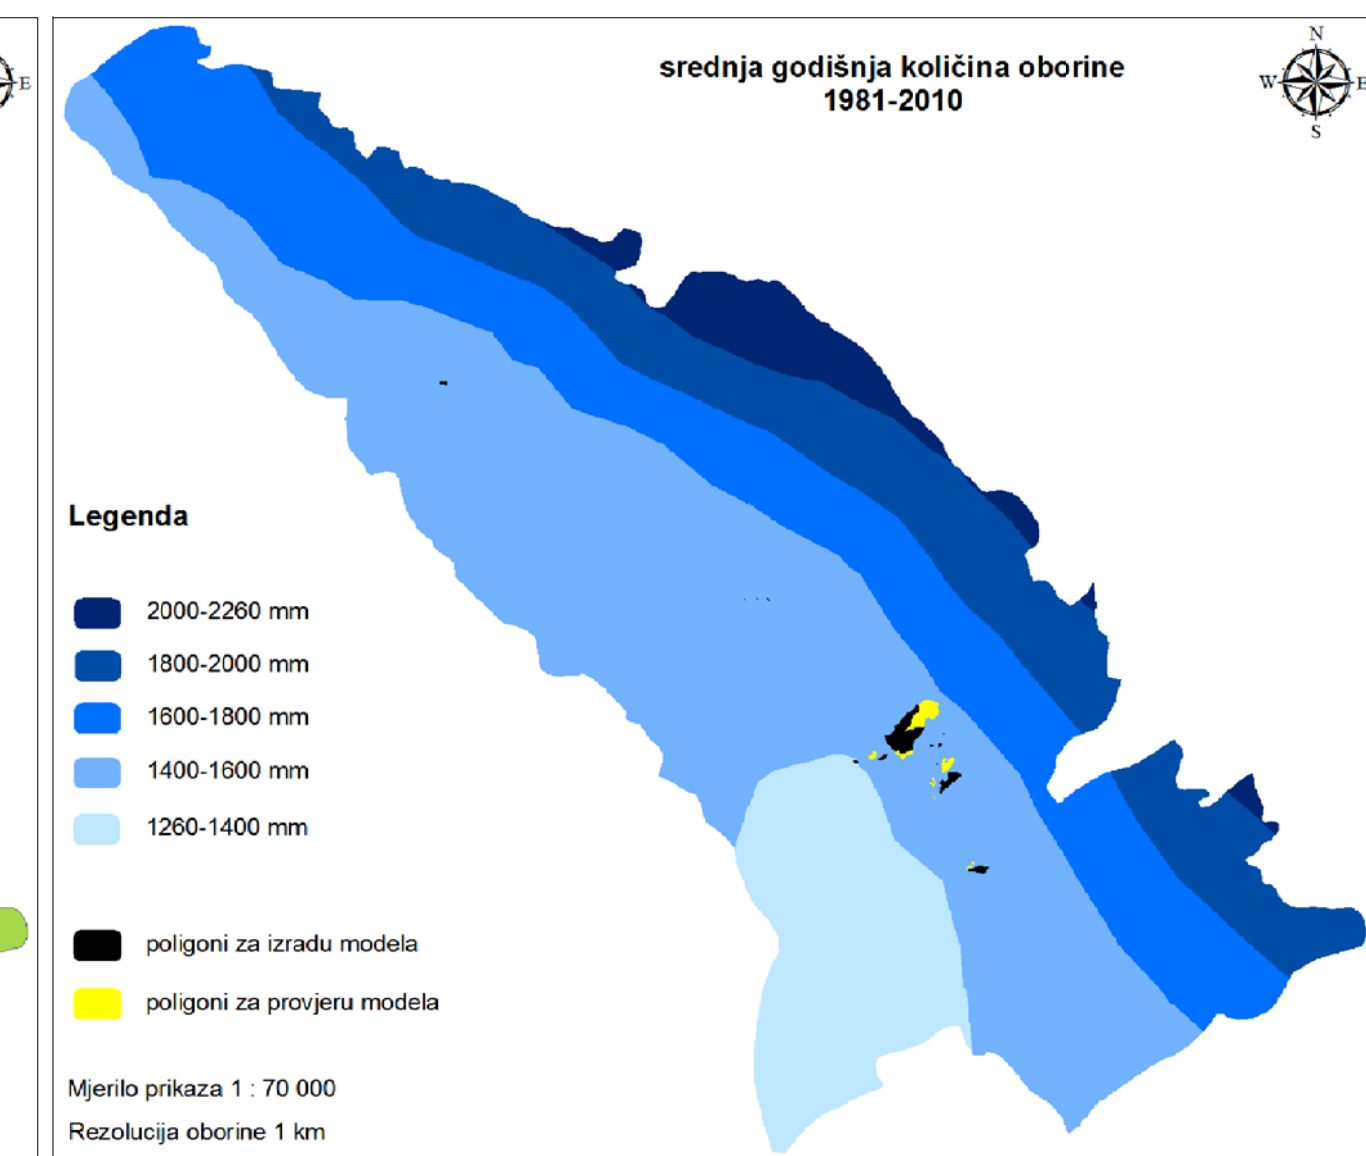 E
srednja godišnja količina oborine
1981-2010
N
W E
S
Legenda
2000-2260 mm
1800-2000 mm
1600-1800 mm
1400-1600 mm
1260-1400 mm
poligoni za izradu modela
poligoni za provjeru modela
Mjerilo prikaza 1 : 70 000
Rezolucija oborine 1 km